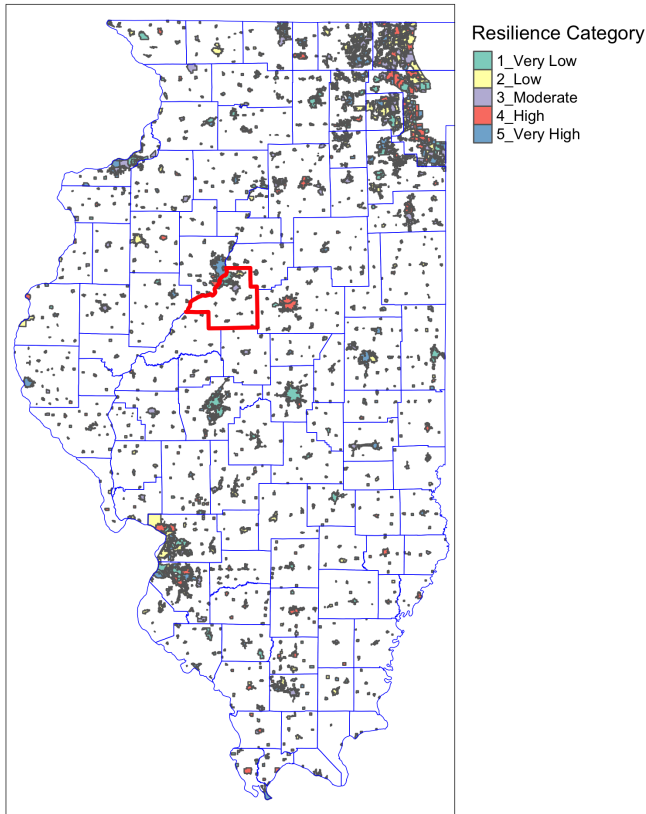 Resilience Category
1_Very Low
2_Low
3_Moderate
4_High
5_Very High